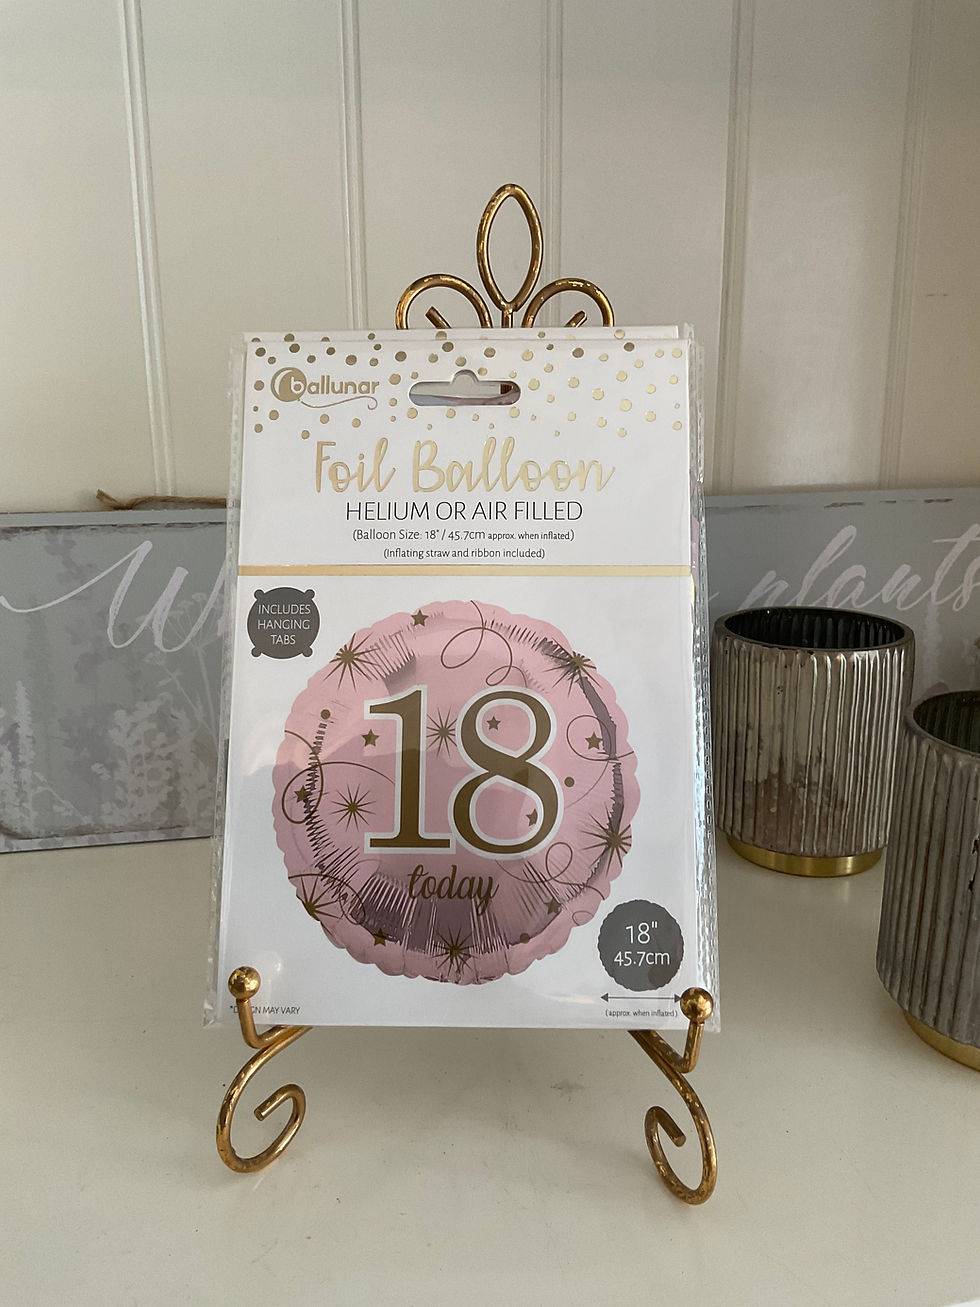 ballunar
Foil Balloon
HELIUM OR AIR FILLED
(Balloon Size: 18" / 45.7cm approx. when inflated)
(Inflating straw and ribbon included)
INCLUDES
HANGING
TABS
plants
18
today
18"
45.7cm
(approx. when inflated)
MAY VARY